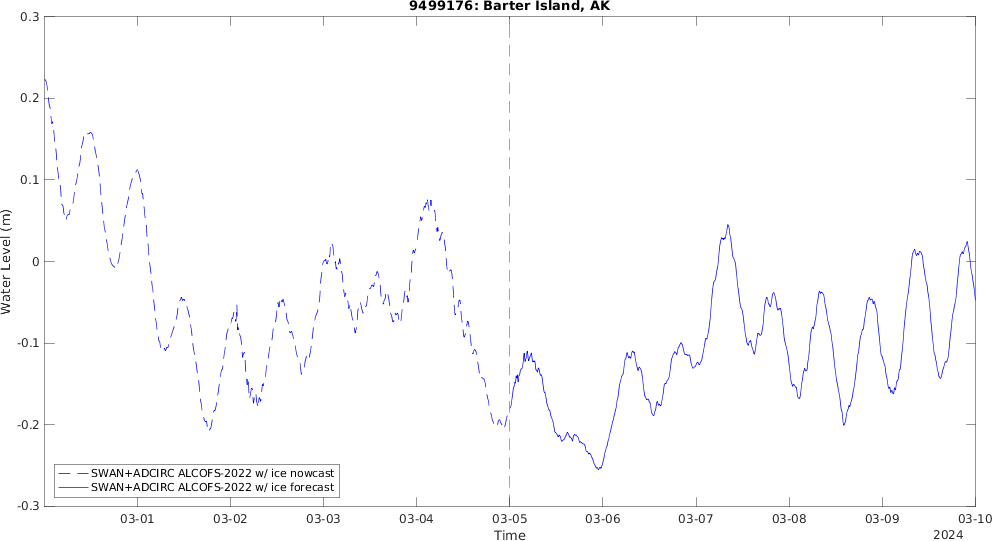 9499176: Barter Island, AK
0.3
0.2
0.1
0
-0.1
-0.2
-0.3
Water Level (m)
SWAN+ADCIRC ALCOFS-2022 w/ ice nowcast
SWAN+ADCIRC ALCOFS-2022 w/ ice forecast
03-01 03-02 03-03 03-04 03-05 03-06 03-07 03-08 03-09 03-10
Time
2024